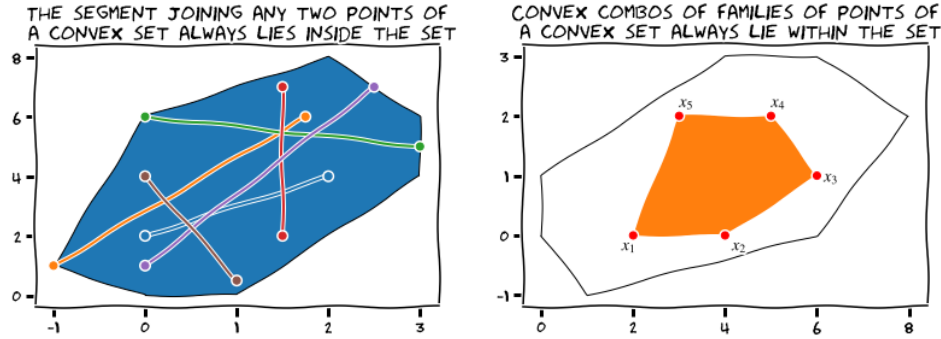 THE SEGMENT JOINING ANY TWO POINTS OF
A CONVEX SET ALWAYS LIES INSIDE THE SET
8
6
4
2
0
-1 0 1 2 3
CONVEX COMBOS OF FAMILIES OF POINTS OF
A CONVEX SET ALWAYS LIE WITHIN THE SET
3
2
1
0
-1
x₅ x₄
x₃
x₁ x₂
0 2 4 6 8